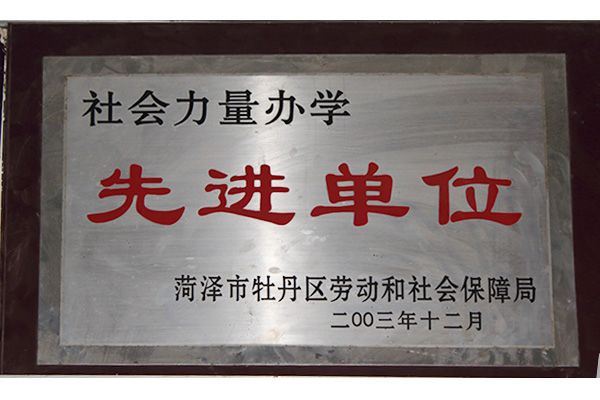 社会力量办学
先进单位
菏泽市牡丹区劳动和社会保障局
二00三年十二月